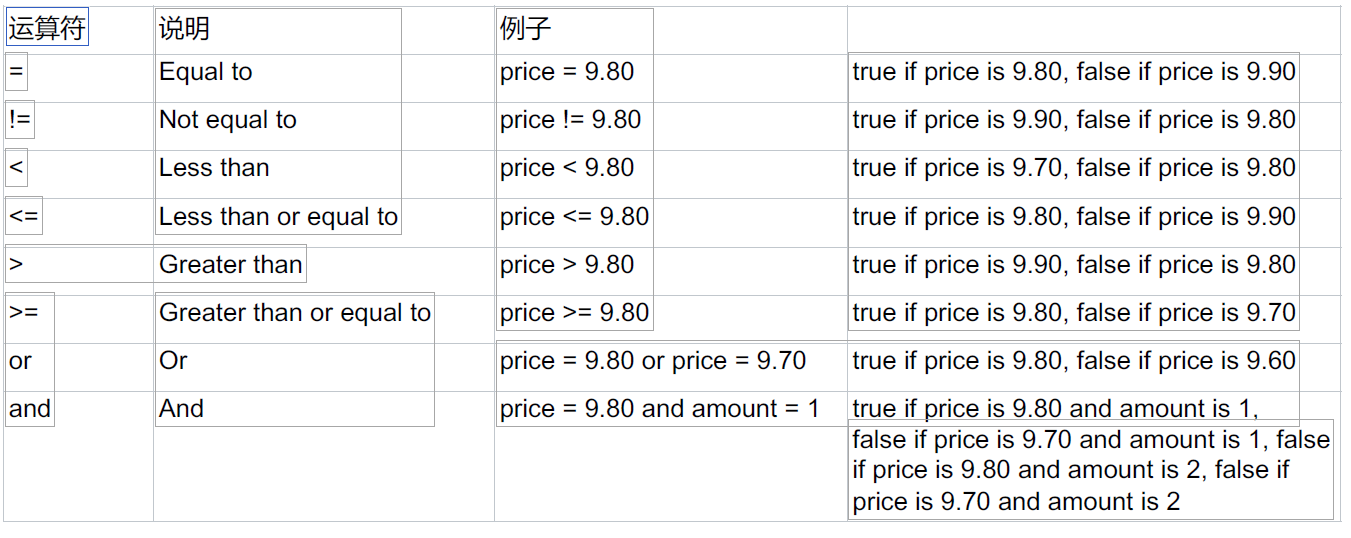 运算符 说明 例子
= Equal to price = 9.80 true if price is 9.80, false if price is 9.90
!= Not equal to price != 9.80 true if price is 9.90, false if price is 9.80
< Less than price < 9.80 true if price is 9.70, false if price is 9.80
<= Less than or equal to price <= 9.80 true if price is 9.80, false if price is 9.90
> Greater than price > 9.80 true if price is 9.90, false if price is 9.80
>= Greater than or equal to price >= 9.80 true if price is 9.80, false if price is 9.70
or Or price = 9.80 or price = 9.70 true if price is 9.80, false if price is 9.60
and And price = 9.80 and amount = 1 true if price is 9.80 and amount is 1,
false if price is 9.70 and amount is 1, false
if price is 9.80 and amount is 2, false if
price is 9.70 and amount is 2